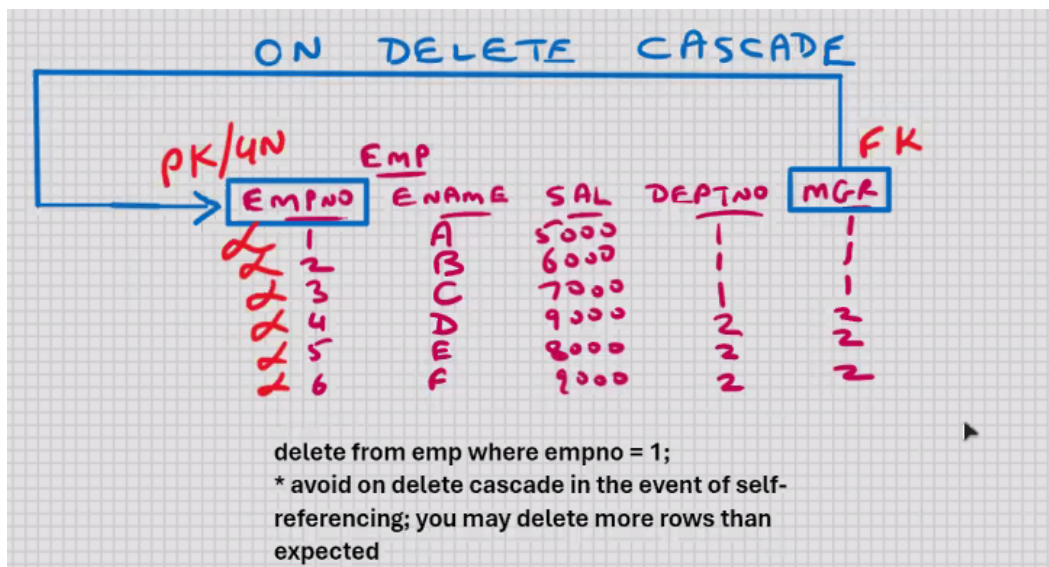 ON DELETE CASCADE
PK/UN EMP FK
EMPNO ENAME SAL DEPTNO MGR
1 A 5000 1 1
2 B 6000 1 1
3 C 7000 1 1
4 D 9000 2 2
5 E 8000 2 2
6 F 9000 2 2
delete from emp where empno = 1;
* avoid on delete cascade in the event of self-
referencing; you may delete more rows than
expected